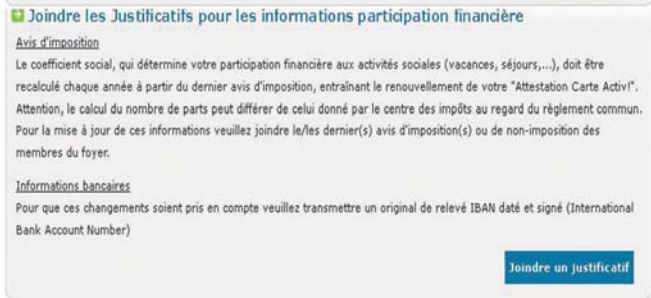 Joindre les Justificatifs pour les informations participation financière
Avis d'imposition
Le coefficient social, qui détermine votre participation financière aux activités sociales (vacances, séjours,...), doit être
recalculé chaque année à partir du dernier avis d'imposition, entraînant le renouvellement de votre "Attestation Carte Activ!".
Attention, le calcul du nombre de parts peut différer de celui donné par le centre des impôts au regard du règlement commun.
Pour la mise à jour de ces informations veuillez joindre le/les dernier(s) avis d'imposition(s) ou de non-imposition des
membres du foyer.
Informations bancaires
Pour que ces changements soient pris en compte veuillez transmettre un original de relevé IBAN daté et signé (International
Bank Account Number)
Joindre un justificatif